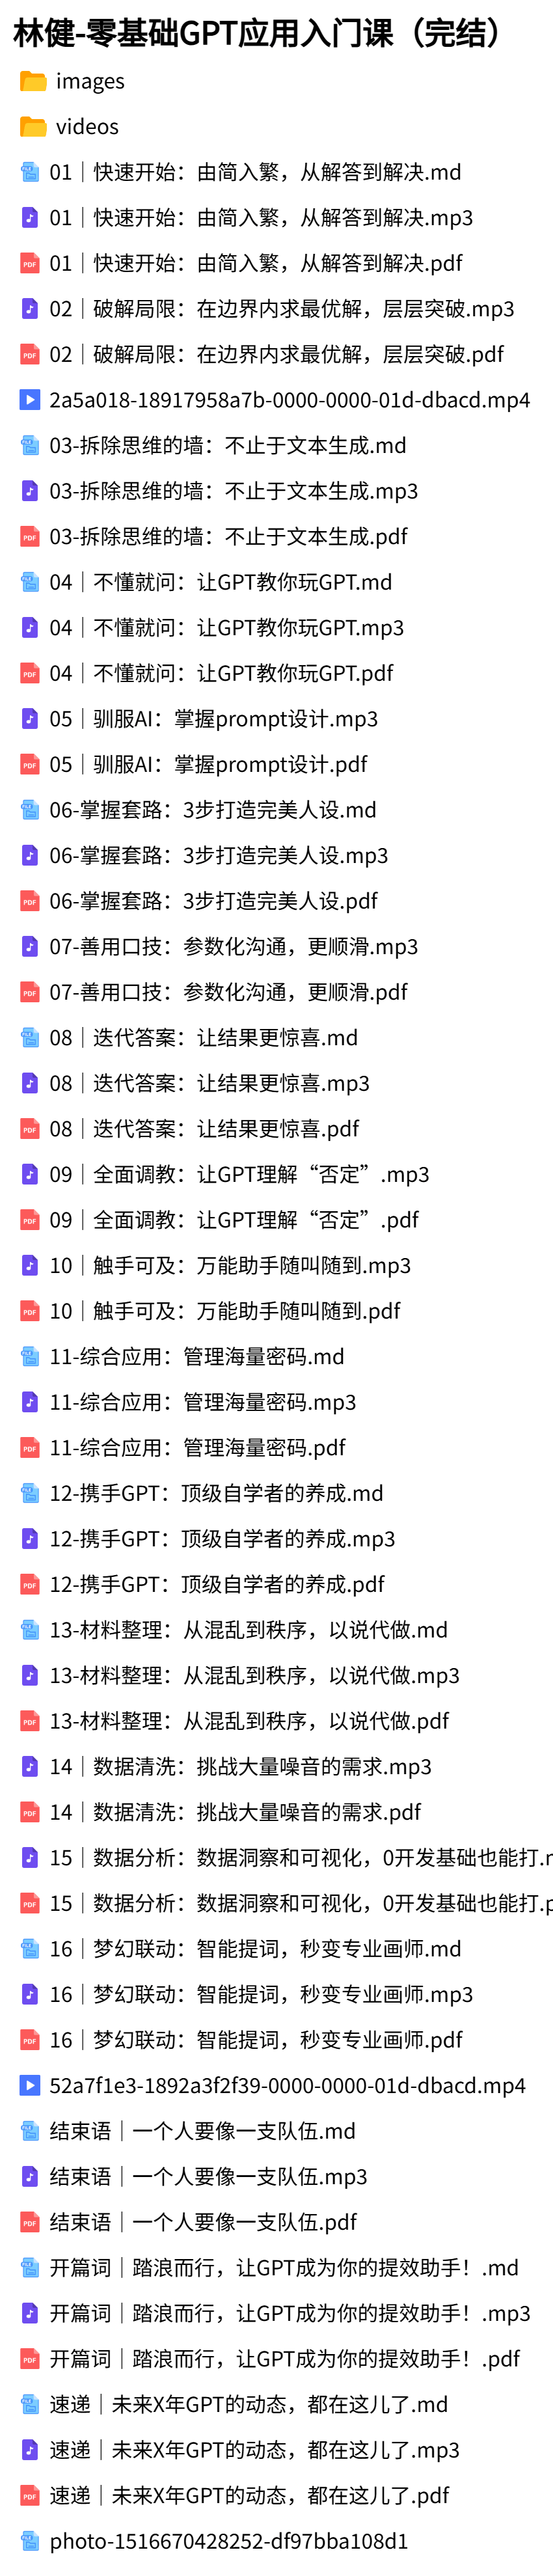 林健-零基础GPT应用入门课（完结）
images
videos
01｜快速开始：由简入繁，从解答到解决.md
01｜快速开始：由简入繁，从解答到解决.mp3
01｜快速开始：由简入繁，从解答到解决.pdf
02｜破解局限：在边界内求最优解，层层突破.mp3
02｜破解局限：在边界内求最优解，层层突破.pdf
2a5a018-18917958a7b-0000-0000-01d-dbacd.mp4
03-拆除思维的墙：不止于文本生成.md
03-拆除思维的墙：不止于文本生成.mp3
03-拆除思维的墙：不止于文本生成.pdf
04｜不懂就问：让GPT教你玩GPT.md
04｜不懂就问：让GPT教你玩GPT.mp3
04｜不懂就问：让GPT教你玩GPT.pdf
05｜驯服AI：掌握prompt设计.mp3
05｜驯服AI：掌握prompt设计.pdf
06-掌握套路：3步打造完美人设.md
06-掌握套路：3步打造完美人设.mp3
06-掌握套路：3步打造完美人设.pdf
07-善用口技：参数化沟通，更顺滑.mp3
07-善用口技：参数化沟通，更顺滑.pdf
08｜迭代答案：让结果更惊喜.md
08｜迭代答案：让结果更惊喜.mp3
08｜迭代答案：让结果更惊喜.pdf
09｜全面调教：让GPT理解“否定”.mp3
09｜全面调教：让GPT理解“否定”.pdf
10｜触手可及：万能助手随叫随到.mp3
10｜触手可及：万能助手随叫随到.pdf
11-综合应用：管理海量密码.md
11-综合应用：管理海量密码.mp3
11-综合应用：管理海量密码.pdf
12-携手GPT：顶级自学者的养成.md
12-携手GPT：顶级自学者的养成.mp3
12-携手GPT：顶级自学者的养成.pdf
13-材料整理：从混乱到秩序，以说代做.md
13-材料整理：从混乱到秩序，以说代做.mp3
13-材料整理：从混乱到秩序，以说代做.pdf
14｜数据清洗：挑战大量噪音的需求.mp3
14｜数据清洗：挑战大量噪音的需求.pdf
15｜数据分析：数据洞察和可视化，0开发基础也能打.
15｜数据分析：数据洞察和可视化，0开发基础也能打.
16｜梦幻联动：智能提词，秒变专业画师.md
16｜梦幻联动：智能提词，秒变专业画师.mp3
16｜梦幻联动：智能提词，秒变专业画师.pdf
52a7f1e3-1892a3f2f39-0000-0000-01d-dbacd.mp4
结束语｜一个人要像一支队伍.md
结束语｜一个人要像一支队伍.mp3
结束语｜一个人要像一支队伍.pdf
开篇词｜踏浪而行，让GPT成为你的提效助手！.md
开篇词｜踏浪而行，让GPT成为你的提效助手！.mp3
开篇词｜踏浪而行，让GPT成为你的提效助手！.pdf
速递｜未来X年GPT的动态，都在这儿了.md
速递｜未来X年GPT的动态，都在这儿了.mp3
速递｜未来X年GPT的动态，都在这儿了.pdf
photo-1516670428252-df97bba108d1